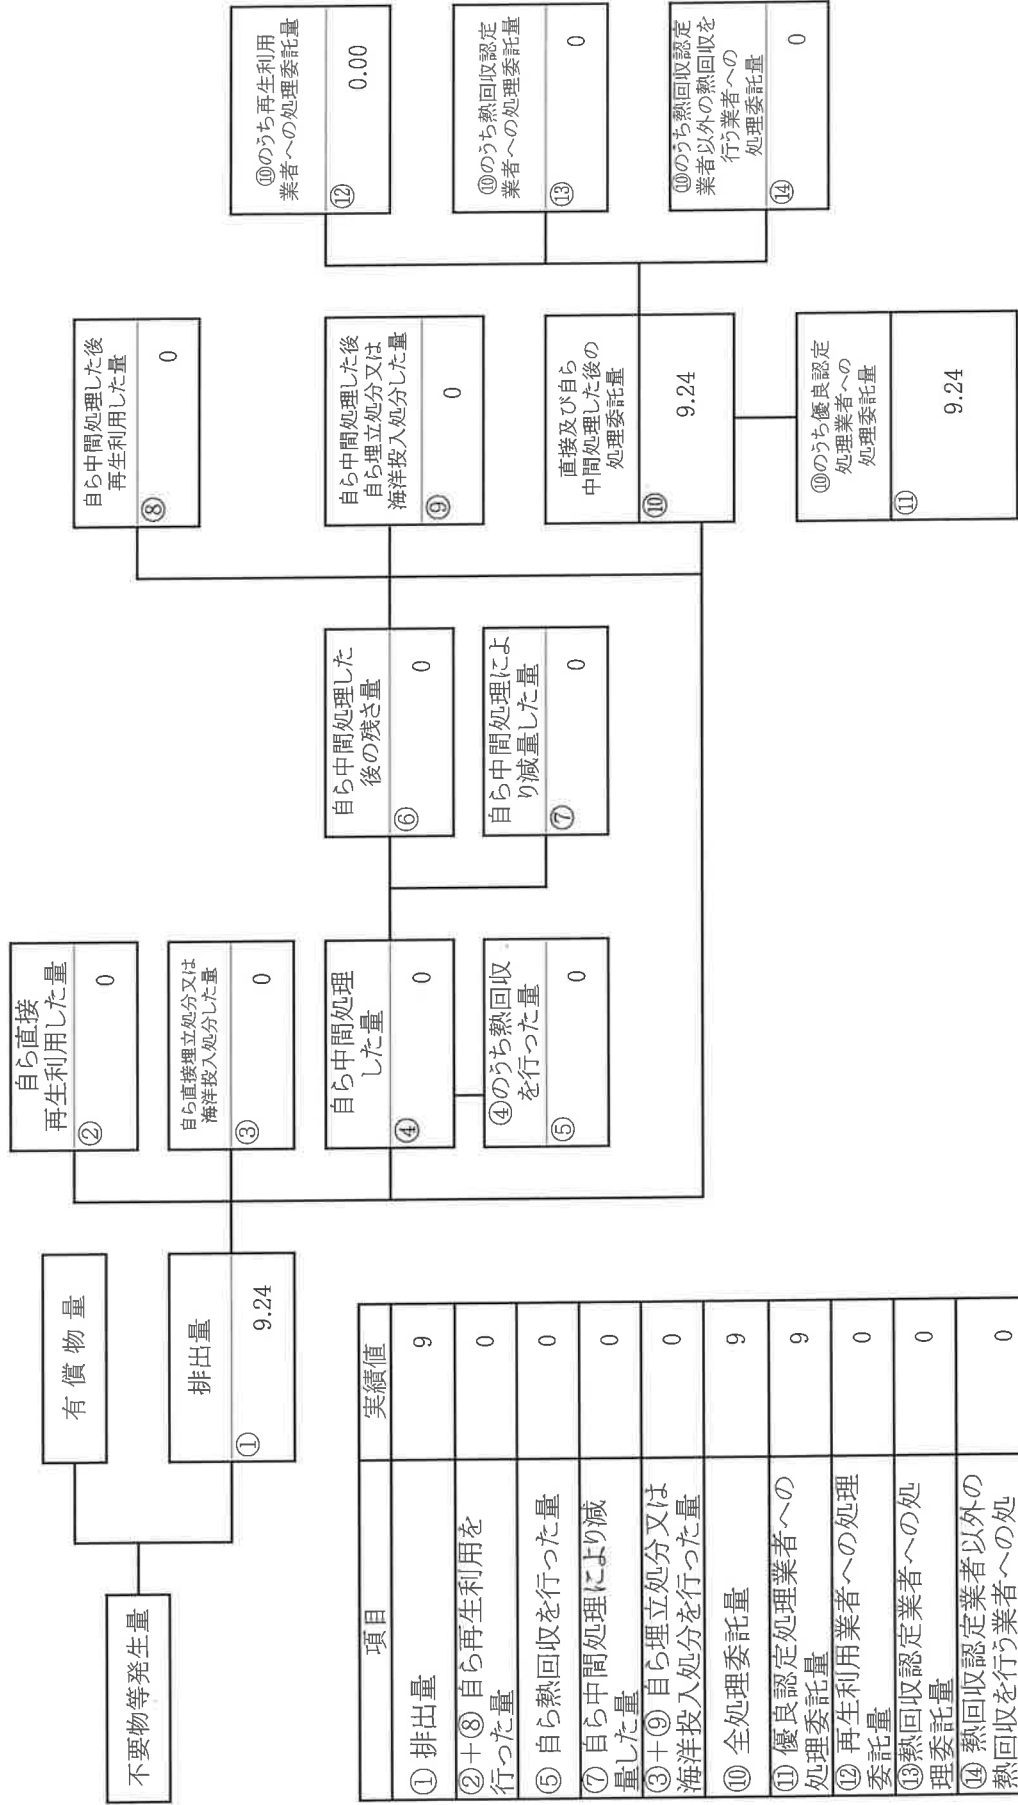 不要物等発生量
有償物量
排出量
①
9.24
自ら直接
再生利用した量
②
0
自ら直接埋立処分又は
海洋投入処分した量
③
0
自ら中間処理
した量
④
0
④のうち熱回収
を行った量
⑤
0
自ら中間処理した
後の残さ量
⑥
0
自ら中間処理によ
り減量した量
⑦
0
自ら中間処理した後
再生利用した量
⑧
0
自ら中間処理した後
自ら埋立処分又は
海洋投入処分した量
⑨
0
直接及び自ら
中間処理した後の
処理委託量
⑩
9.24
⑩のうち優良認定
処理業者への
処理委託量
⑪
9.24
⑩のうち再生利用
業者への処理委託量
⑫
0.00
⑩のうち熱回収認定
業者への処理委託量
⑬
0
⑩のうち熱回収認定
業者以外の熱回収を
行う業者への
処理委託量
⑭
0
項目 実績値
① 排出量 9
②+⑧ 自ら再生利用を
行った量 0
⑤ 自ら熱回収を行った量 0
⑦ 自ら中間処理により減
量した量 0
③+⑨ 自ら埋立処分又は
海洋投入処分を行った量 0
⑩ 全処理委託量 9
⑪ 優良認定処理業者への
処理委託量 9
⑫ 再生利用業者への処理
委託量 0
⑬熱回収認定業者への処
理委託量 0
⑭ 熱回収認定業者以外の
熱回収を行う業者への処 0